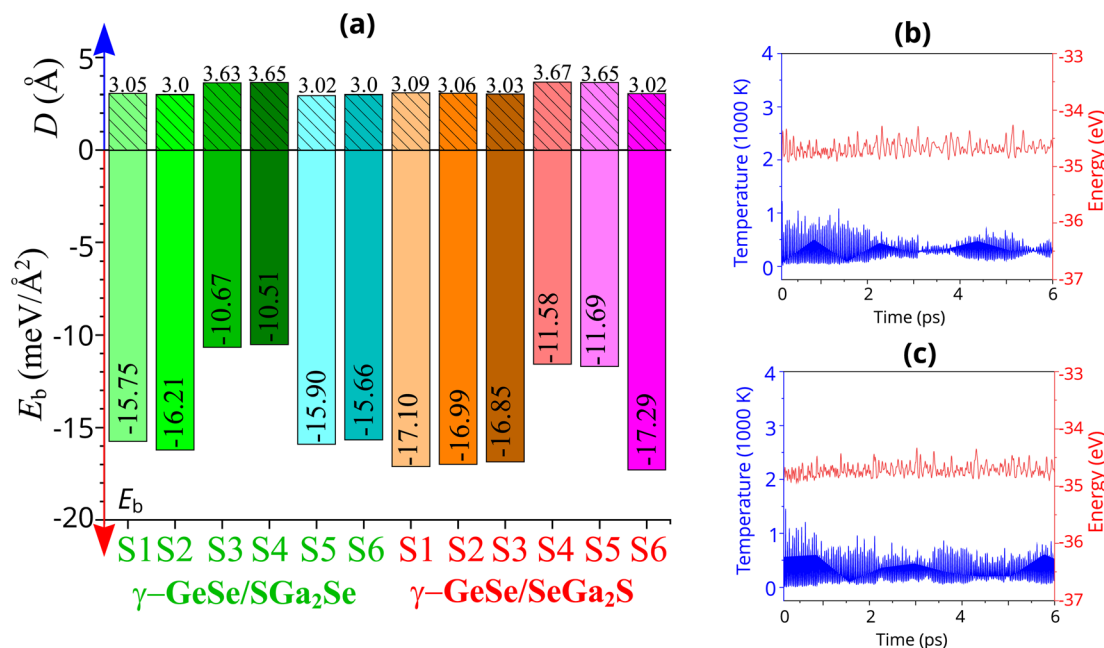 (a)
5
0
-5
-10
-15
-20
D (Å)
E_b (meV/Å²)
3.05 3.0 3.63 3.65 3.02 3.0 3.09 3.06 3.03 3.67 3.65 3.02
-15.75 -16.21 -10.67 -10.51 -15.90 -15.66 -17.10 -16.99 -16.85 -11.58 -11.69 -17.29
E_b
S1 S2 S3 S4 S5 S6 S1 S2 S3 S4 S5 S6
γ–GeSe/SGa₂Se γ–GeSe/SeGa₂S
(b)
Temperature (1000 K)
4
3
2
1
0
Energy (eV)
-33
-34
-35
-36
-37
0 2 4 6
Time (ps)
(c)
Temperature (1000 K)
4
3
2
1
0
Energy (eV)
-33
-34
-35
-36
-37
0 2 4 6
Time (ps)